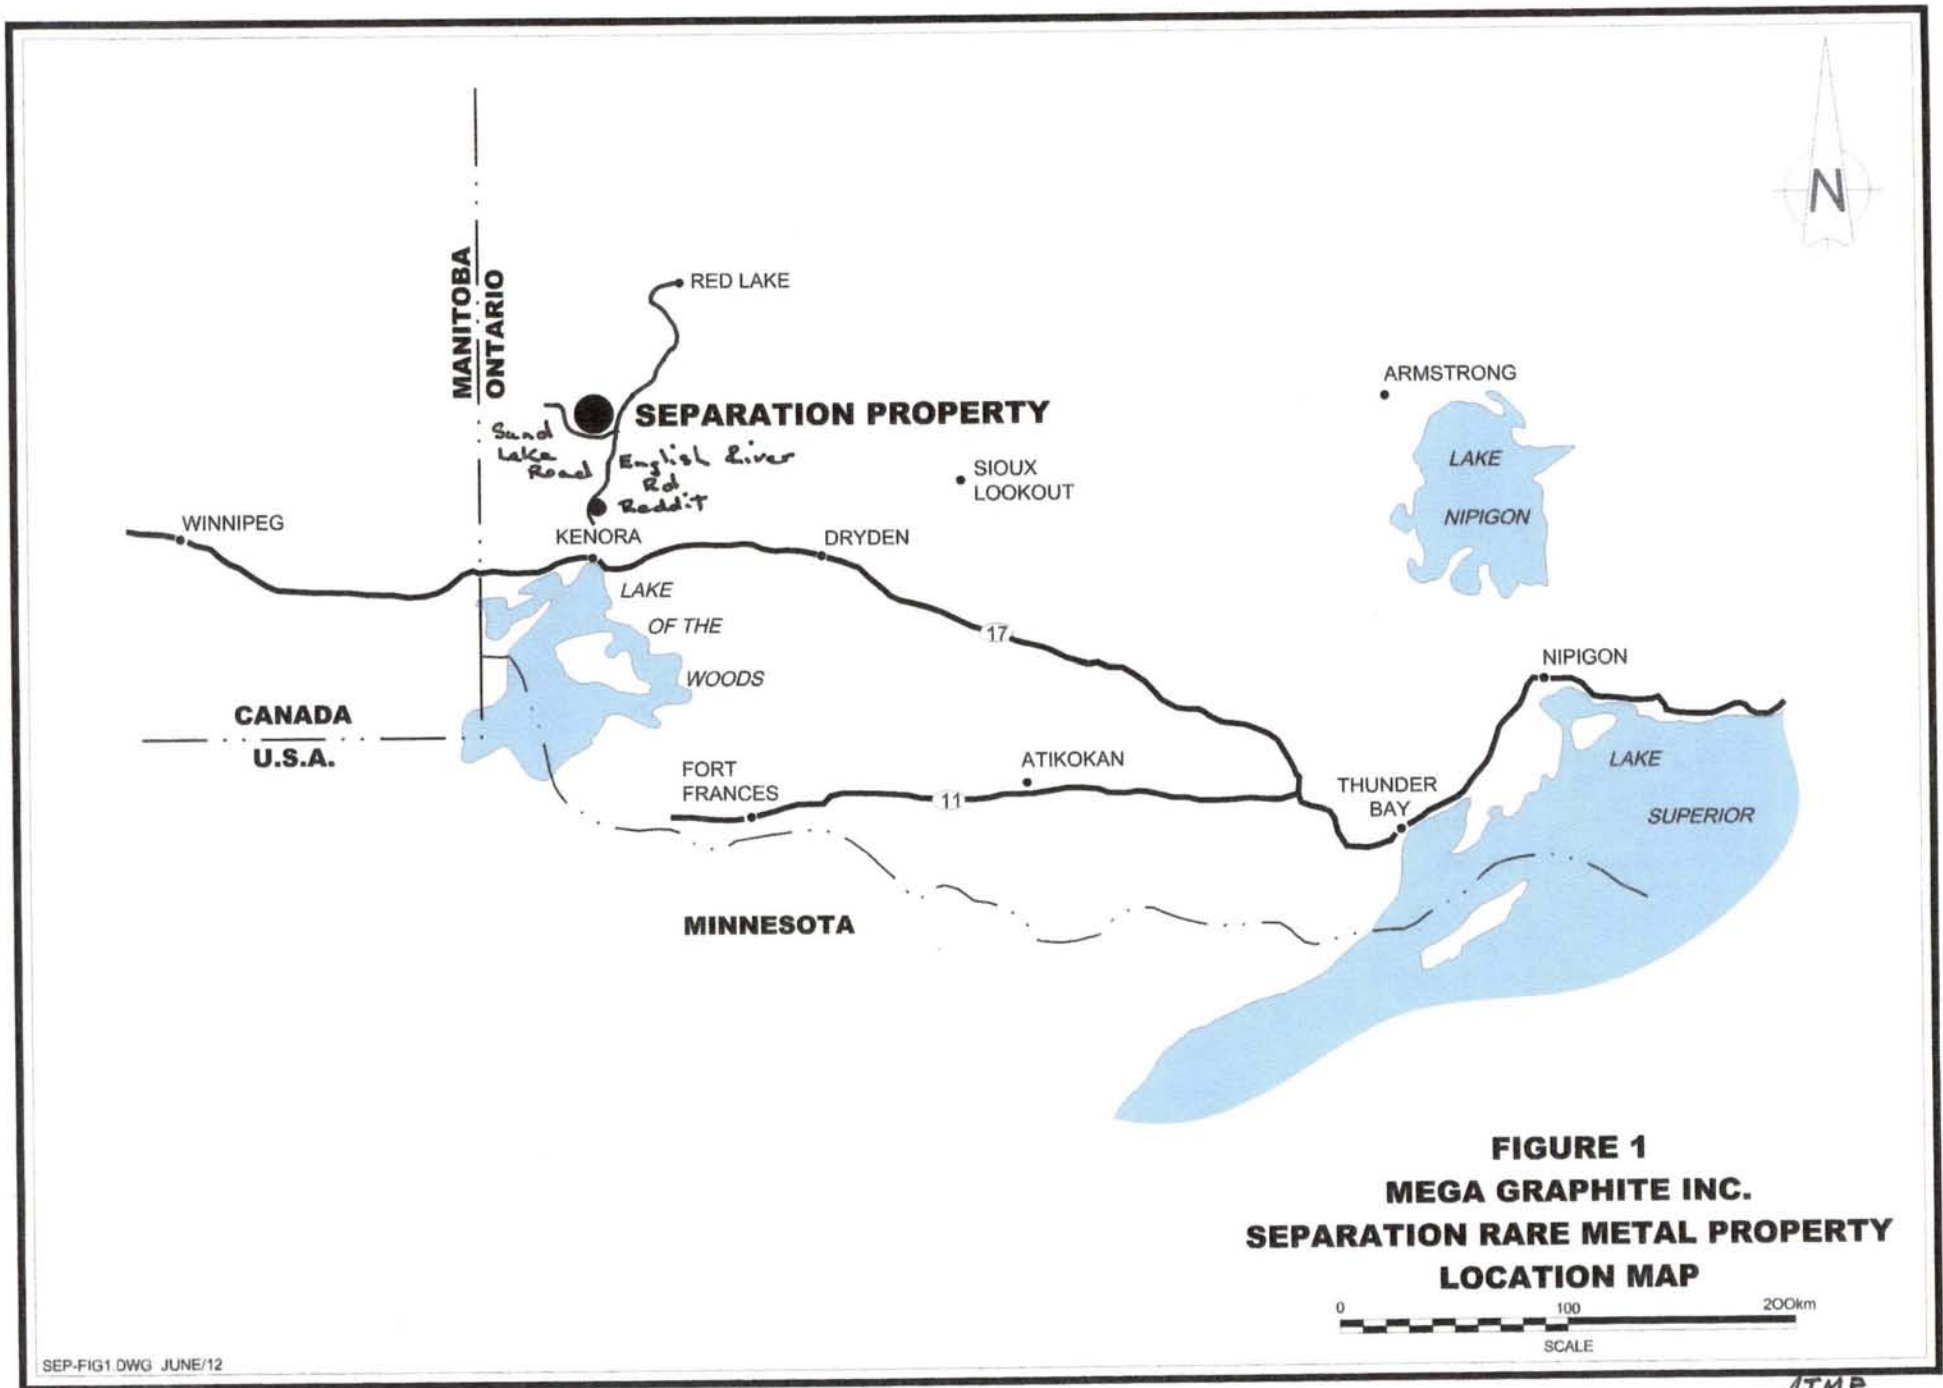 N
MANITOBA
ONTARIO
RED LAKE
ARMSTRONG
SEPARATION PROPERTY
Sand
Lake
Road
English River
Rd
Reddit
SIOUX
LOOKOUT
LAKE
NIPIGON
WINNIPEG
KENORA
DRYDEN
LAKE
OF THE
WOODS
17
NIPIGON
CANADA
U.S.A.
FORT
FRANCES
11
ATIKOKAN
THUNDER
BAY
LAKE
SUPERIOR
MINNESOTA
FIGURE 1
MEGA GRAPHITE INC.
SEPARATION RARE METAL PROPERTY
LOCATION MAP
0 100 200km
SCALE
SEP-FIG1.DWG JUNE/12